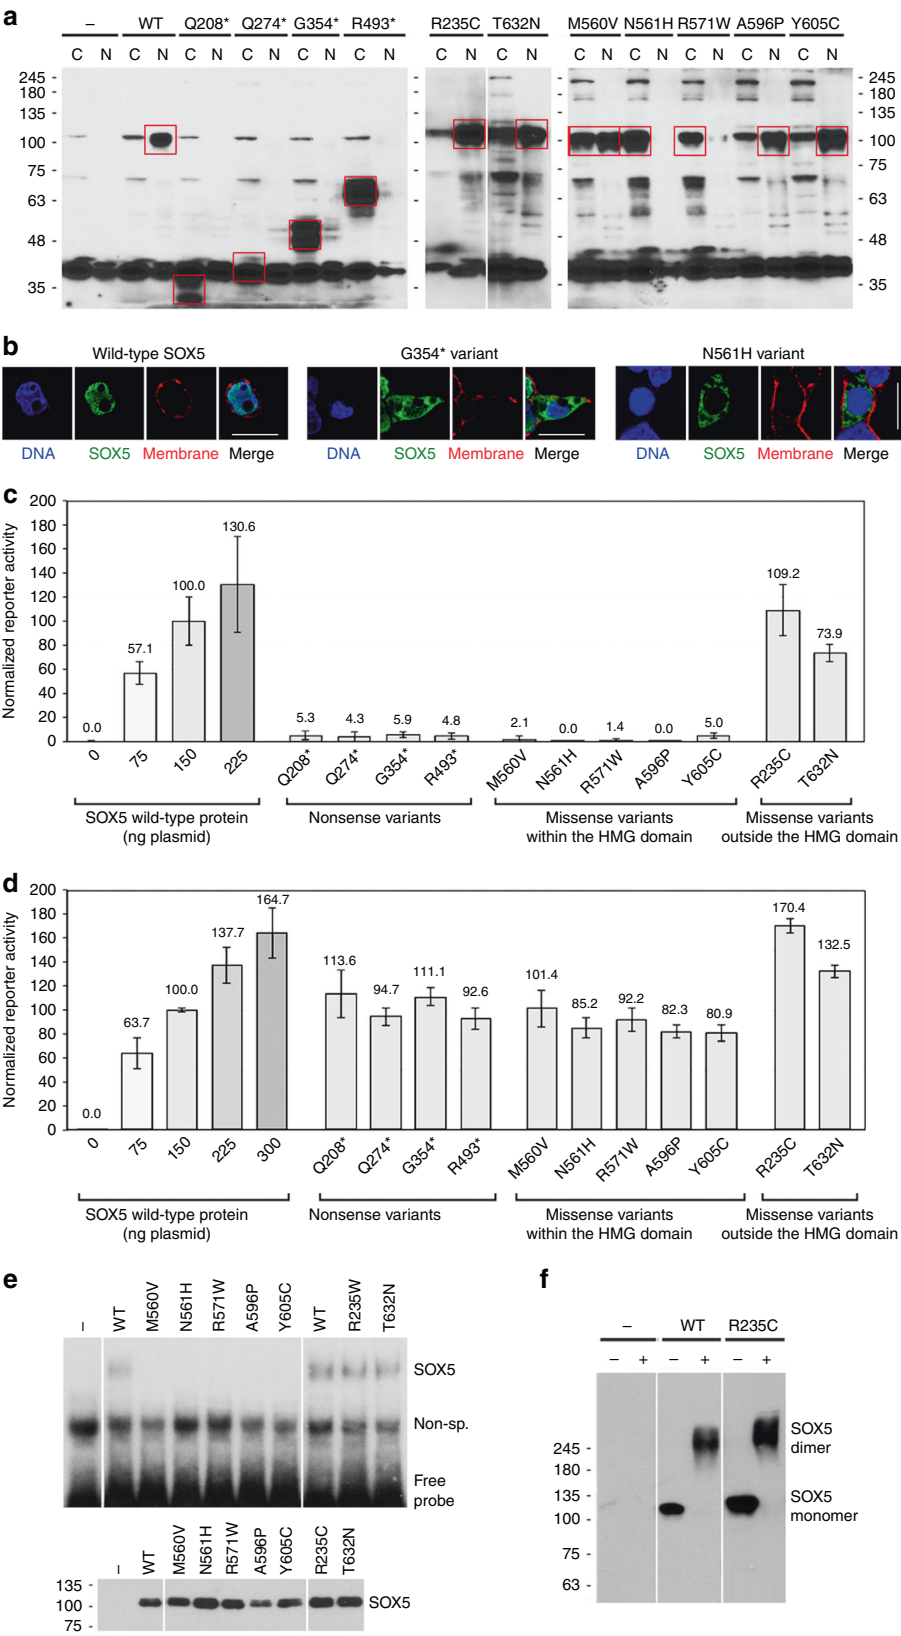 a
– WT Q208* Q274* G354* R493* R235C T632N M560V N561H R571W A596P Y605C
C N C N C N C N C N C N C N C N C N C N C N C N C N
245 - - - 245
180 - - - 180
135 - - - 135
100 - - - 100
75 - - - 75
63 - - - 63
48 - - - 48
35 - - - 35
b
Wild-type SOX5 G354* variant N561H variant
DNA SOX5 Membrane Merge DNA SOX5 Membrane Merge DNA SOX5 Membrane Merge
c
Normalized reporter activity
200
180
160
140
120
100
80
60
40
20
0
0.0 57.1 100.0 130.6 5.3 4.3 5.9 4.8 2.1 0.0 1.4 0.0 5.0 109.2 73.9
0 75 150 225 Q208* Q274* G354* R493* M560V N561H R571W A596P Y605C R235C T632N
SOX5 wild-type protein Nonsense variants Missense variants Missense variants
(ng plasmid) within the HMG domain outside the HMG domain
d
Normalized reporter activity
200
180
160
140
120
100
80
60
40
20
0
0.0 63.7 100.0 137.7 164.7 113.6 94.7 111.1 92.6 101.4 85.2 92.2 82.3 80.9 170.4 132.5
0 75 150 225 300 Q208* Q274* G354* R493* M560V N561H R571W A596P Y605C R235C T632N
SOX5 wild-type protein Nonsense variants Missense variants Missense variants
(ng plasmid) within the HMG domain outside the HMG domain
e
– WT M560V N561H R571W A596P Y605C WT R235W T632N
SOX5
Non-sp.
Free
probe
– WT M560V N561H R571W A596P Y605C R235C T632N
135 -
100 - SOX5
75 -
f
– WT R235C
– + – + – +
245 -
180 -
135 -
100 -
75 -
63 -
SOX5
dimer
SOX5
monomer